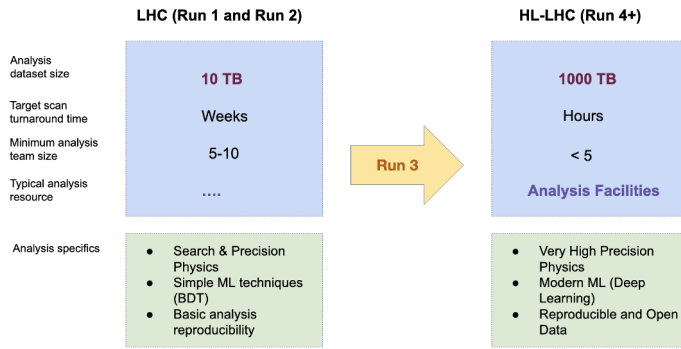 LHC (Run 1 and Run 2)
HL-LHC (Run 4+)
Analysis
dataset size
10 TB
1000 TB
Target scan
turnaround time
Weeks
Hours
Minimum analysis
team size
5-10
< 5
Run 3
Typical analysis
resource
....
Analysis Facilities
Analysis specifics
● Search & Precision
Physics
● Simple ML techniques
(BDT)
● Basic analysis
reproducibility
● Very High Precision
Physics
● Modern ML (Deep
Learning)
● Reproducible and Open
Data